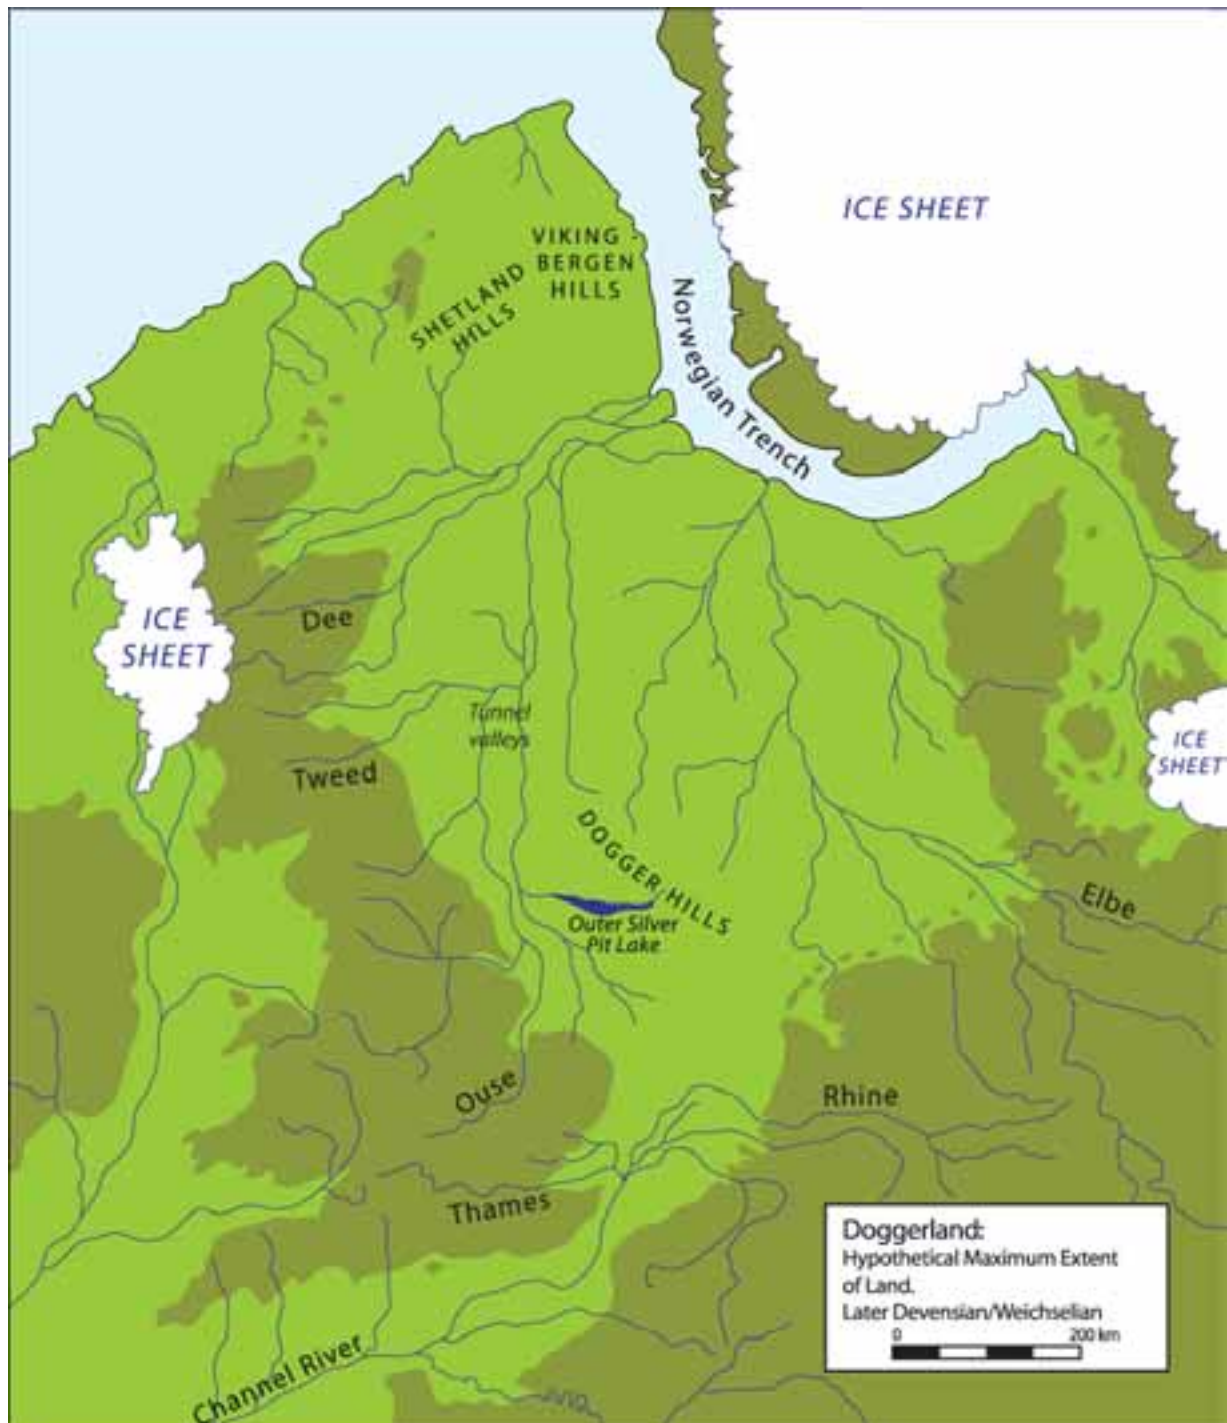 ICE SHEET
VIKING -
BERGEN
HILLS
SHETLAND
HILLS
Norwegian Trench
ICE
SHEET
Dee
Tunnel
valleys
Tweed
ICE
SHEET
DOGGER HILLS
Outer Silver
Pit Lake
Elbe
Ouse
Rhine
Thames
Channel River
Doggerland:
Hypothetical Maximum Extent
of Land.
Later Devensian/Weichselian
0 200 km